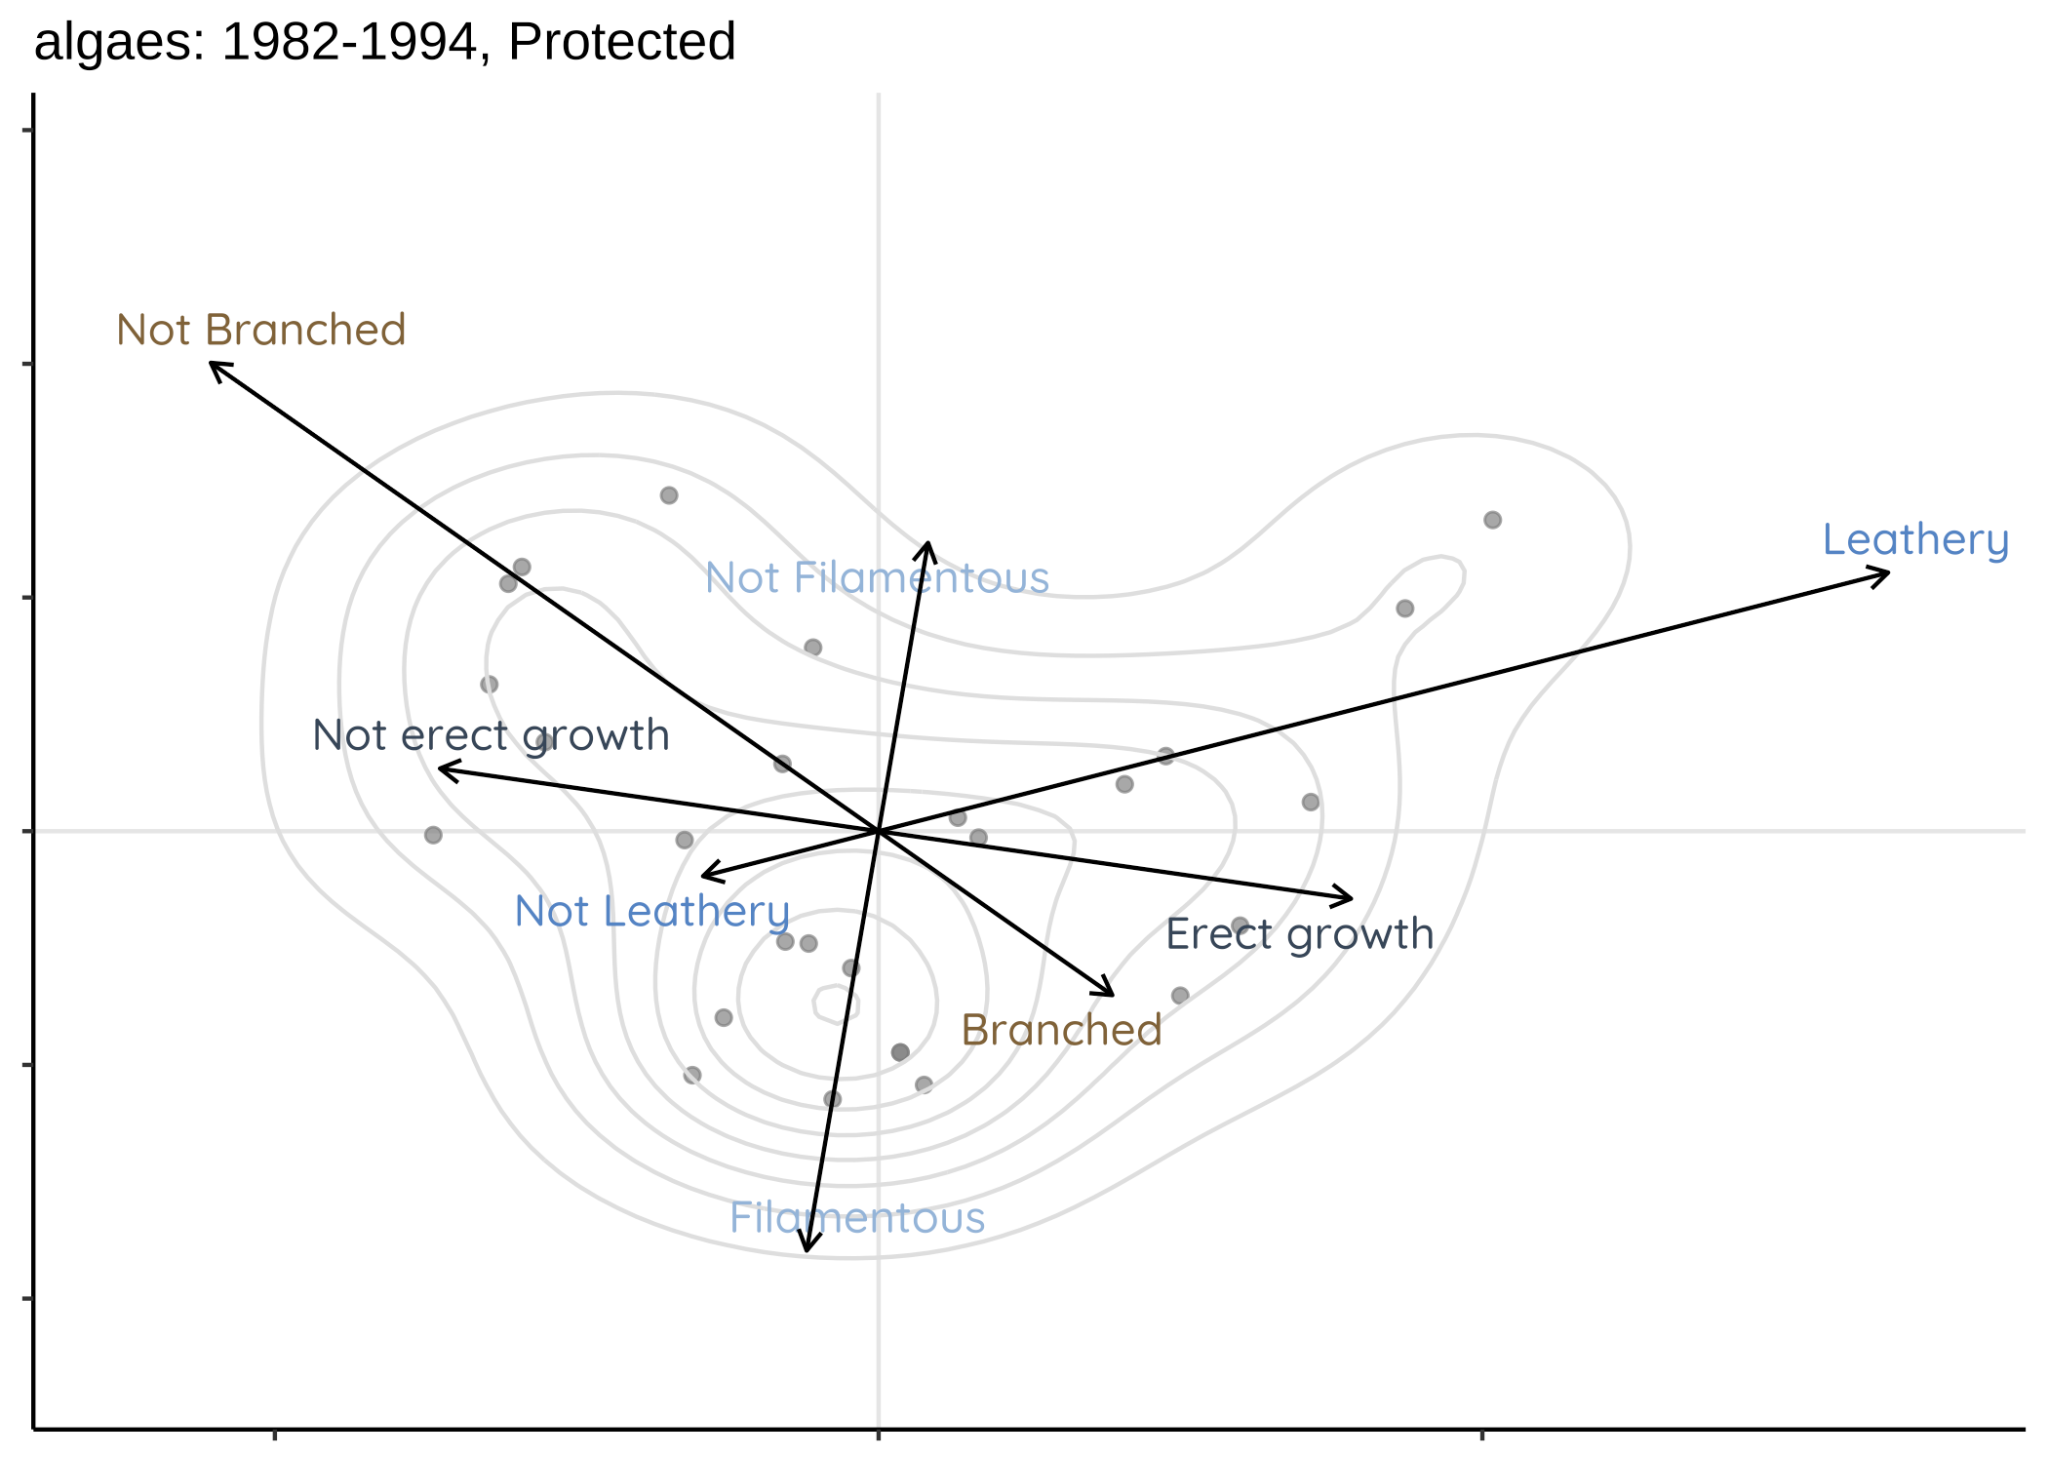 algaes: 1982-1994, Protected
Not Branched
Leathery
Not Filamentous
Not erect growth
Not Leathery
Erect growth
Branched
Filamentous